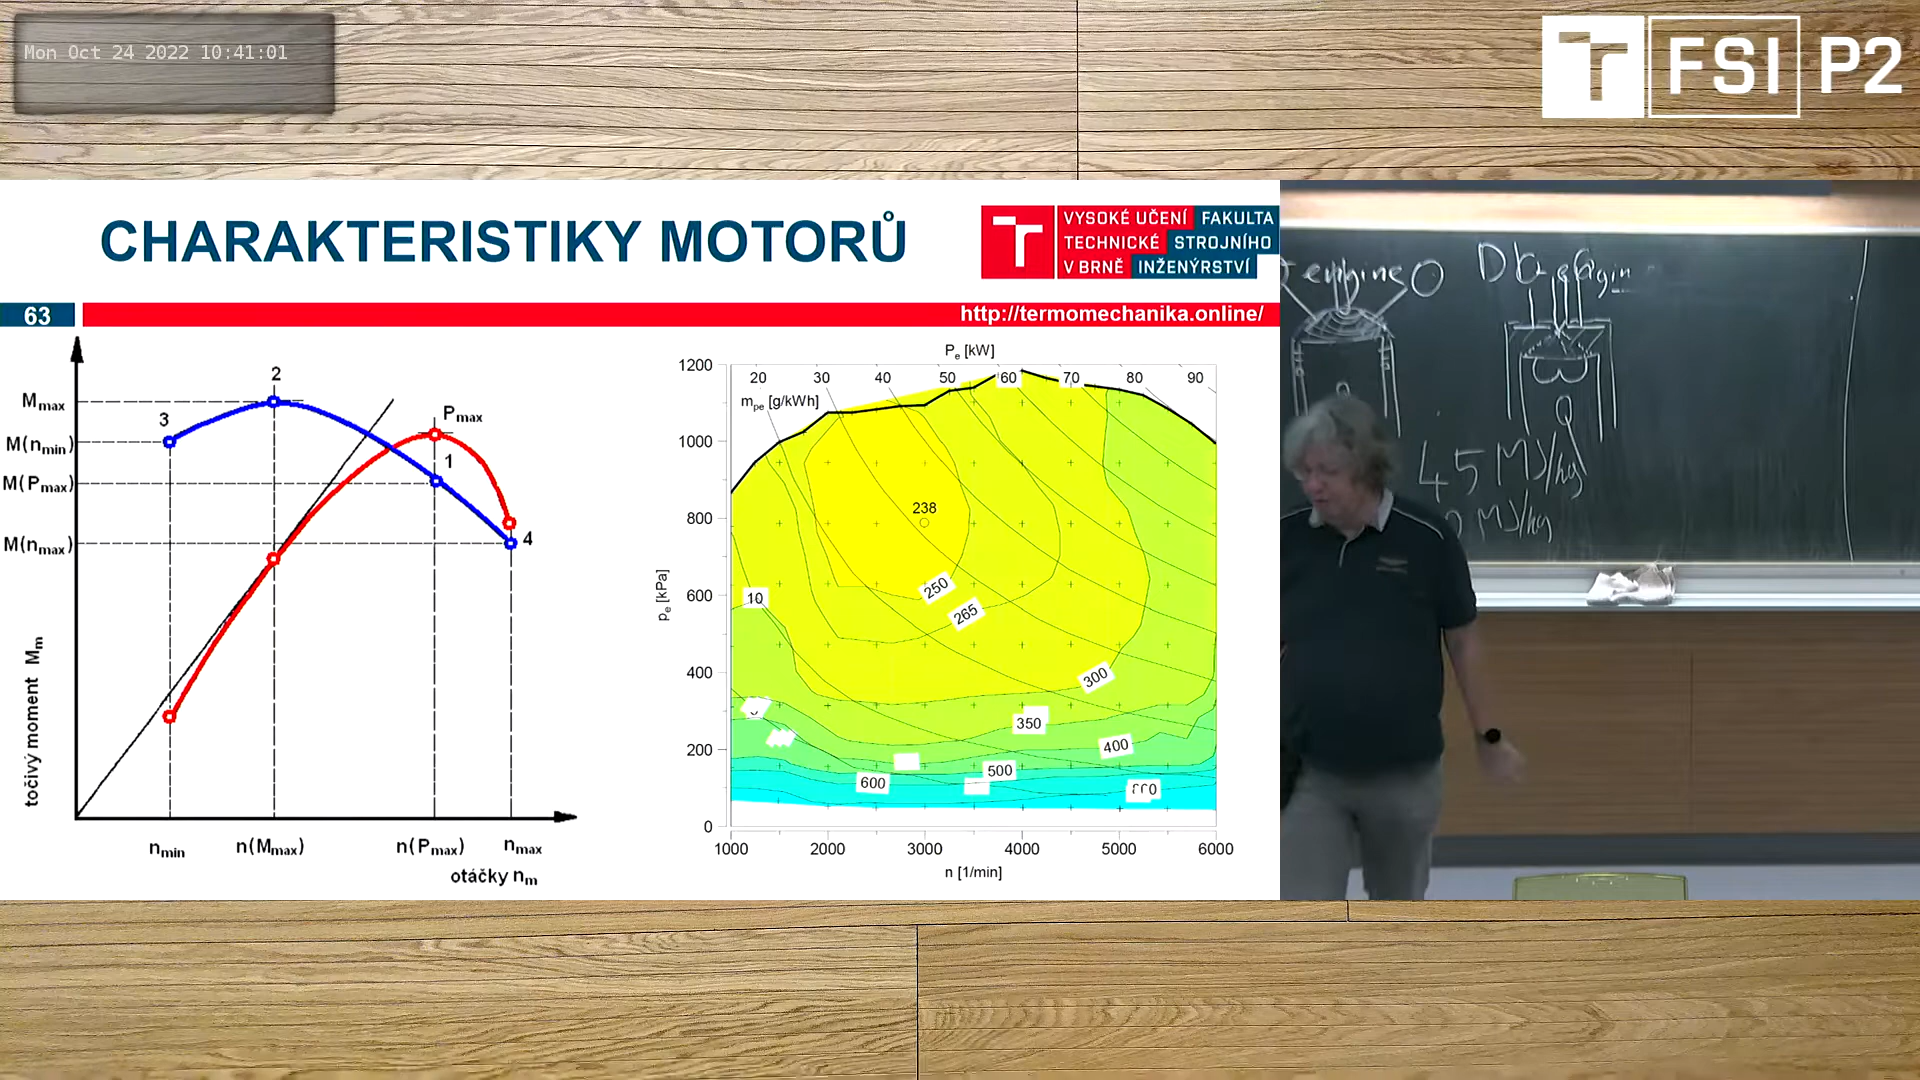 Mon Oct 24 2022 10:41:01
FSI P2
CHARAKTERISTIKY MOTORŮ
VYSOKÉ UČENÍ FAKULTA
TECHNICKÉ STROJNÍHO
V BRNĚ INŽENÝRSTVÍ
63
http://termomechanika.online/
Mmax
M(nmin)
M(Pmax)
M(nmax)
točivý moment Mm
3
2
Pmax
1
4
nmin
n(Mmax)
n(Pmax)
nmax
otáčky nm
Pe [kW]
20 30 40 50 60 70 80 90
mpe [g/kWh]
1200
1000
800
600
400
200
0
pe [kPa]
238
250
265
10
300
350
400
500
600
1000 2000 3000 4000 5000 6000
n [1/min]
engine
45 MJ/kg
MJ/kg